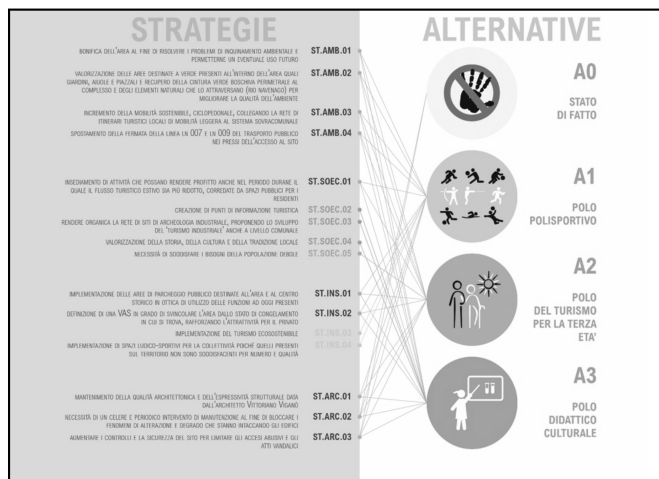 STRATEGIE
BONIFICA DELL'AREA AL FINE DI RISOLVERE I PROBLEMI DI INQUINAMENTO AMBIENTALE E
PERMETTERNE UN EVENTUALE USO FUTURO
ST.AMB.01
VALORIZZAZIONE DELLE AREE DESTINATE A VERDE PRESENTI ALL'INTERNO DELL'AREA QUALI
GIARDINI, AIUOLE E PIAZZALI E RECUPERO DELLA CINTURA VERDE BOSCHIVA PERIMETRALE AL
COMPLESSO E DEGLI ELEMENTI NATURALI CHE LO ATTRAVERSANO (RIO NAVENAGO) PER
MIGLIORARE LA QUALITÀ DELL'AMBIENTE
ST.AMB.02
INCREMENTO DELLA MOBILITÀ SOSTENIBILE, CICLOPEDONALE, COLLEGANDO LA RETE DI
ITINERARI TURISTICI LOCALI DI MOBILITÀ LEGGERA AL SISTEMA SOVRACOMUNALE
ST.AMB.03
SPOSTAMENTO DELLA FERMATA DELLA LINEA LN 007 E LN 009 DEL TRASPORTO PUBBLICO
NEI PRESSI DELL'ACCESSO AL SITO
ST.AMB.04
INSEDIAMENTO DI ATTIVITÀ CHE POSSANO RENDERE PROFITTO ANCHE NEL PERIODO DURANTE IL
QUALE IL FLUSSO TURISTICO ESTIVO SIA PIÙ RIDOTTO, CORREDATE DA SPAZI PUBBLICI PER I
RESIDENTI
ST.SOEC.01
CREAZIONE DI PUNTI DI INFORMAZIONE TURISTICA
ST.SOEC.02
RENDERE ORGANICA LA RETE DI SITI DI ARCHEOLOGIA INDUSTRIALE, PROPONENDO LO SVILUPPO
DEL 'TURISMO INDUSTRIALE' ANCHE A LIVELLO COMUNALE
ST.SOEC.03
VALORIZZAZIONE DELLA STORIA, DELLA CULTURA E DELLA TRADIZIONE LOCALE
ST.SOEC.04
NECESSITÀ DI SODDISFARE I BISOGNI DELLA POPOLAZIONE DEBOLE
ST.SOEC.05
IMPLEMENTAZIONE DELLE AREE DI PARCHEGGIO PUBBLICO DESTINATE ALL'AREA E AL CENTRO
STORICO IN OTTICA DI UTILIZZO DELLE FUNZIONI AD OGGI PRESENTI
ST.INS.01
DEFINIZIONE DI UNA VAS IN GRADO DI SVINCOLARE L'AREA DALLO STATO DI CONGELAMENTO
IN CUI SI TROVA, RAFFORZANDO L'ATTRATTIVITÀ PER IL PRIVATO
ST.INS.02
IMPLEMENTAZIONE DEL TURISMO ECOSOSTENIBILE
ST.INS.03
IMPLEMENTAZIONE DI SPAZI LUDICO-SPORTIVI PER LA COLLETTIVITÀ POICHÉ QUELLI PRESENTI
SUL TERRITORIO NON SONO SODDISFACENTI PER NUMERO E QUALITÀ
ST.INS.04
MANTENIMENTO DELLA QUALITÀ ARCHITETTONICA E DELL'ESPRESSIVITÀ STRUTTURALE DATA
DALL'ARCHITETTO VITTORIANO VIGANÒ
ST.ARC.01
NECESSITÀ DI UN CELERE E PERIODICO INTERVENTO DI MANUTENZIONE AL FINE DI BLOCCARE I
FENOMENI DI ALTERAZIONE E DEGRADO CHE STANNO INTACCANDO GLI EDIFICI
ST.ARC.02
AUMENTARE I CONTROLLI E LA SICUREZZA DEL SITO PER LIMITARE GLI ACCESSI ABUSIVI E GLI
ATTI VANDALICI
ST.ARC.03
ALTERNATIVE
A0
STATO
DI FATTO
A1
POLO
POLISPORTIVO
A2
POLO
DEL TURISMO
PER LA TERZA
ETA'
A3
POLO
DIDATTICO
CULTURALE